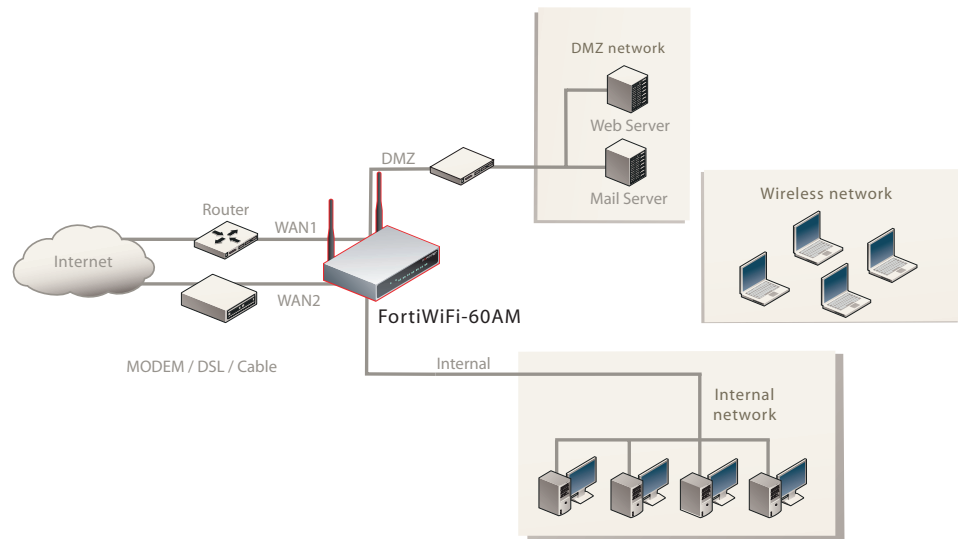 DMZ network
Web Server
DMZ
Mail Server
Wireless network
Router
WAN1
Internet
WAN2
FortiWiFi-60AM
MODEM / DSL / Cable
Internal
Internal
network